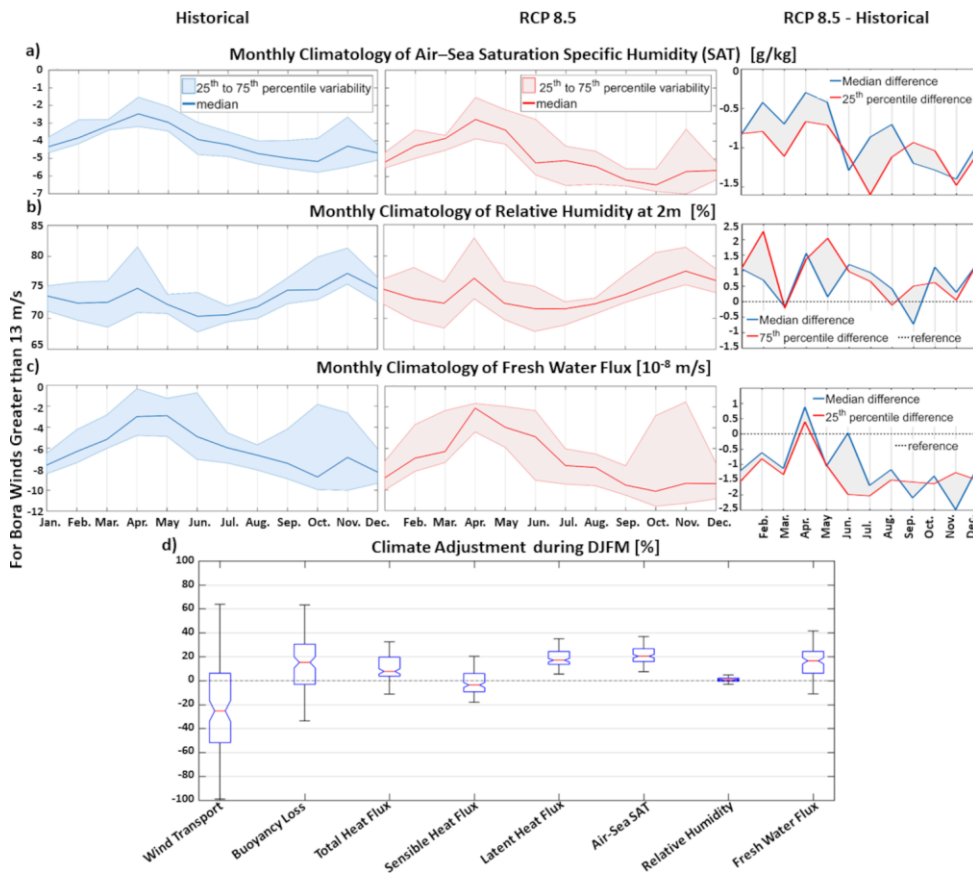 Historical
RCP 8.5
RCP 8.5 - Historical
a)
Monthly Climatology of Air–Sea Saturation Specific Humidity (SAT) [g/kg]
0
-1
-2
-3
-4
-5
-6
-7
25th to 75th percentile variability
median
25th to 75th percentile variability
median
Median difference
25th percentile difference
-0.5
-1
-1.5
b)
Monthly Climatology of Relative Humidity at 2m [%]
85
80
75
70
65
2.5
2
1.5
1
0.5
0
-0.5
-1
-1.5
Median difference
75th percentile difference
reference
c)
Monthly Climatology of Fresh Water Flux [10-8 m/s]
-2
-4
-6
-8
-10
-12
1
0.5
0
-0.5
-1
-1.5
-2
-2.5
Median difference
25th percentile difference
reference
For Bora Winds Greater than 13 m/s
Jan. Feb. Mar. Apr. May Jun. Jul. Aug. Sep. Oct. Nov. Dec.
Jan. Feb. Mar. Apr. May Jun. Jul. Aug. Sep. Oct. Nov. Dec.
Feb. Mar. Apr. May Jun. Jul. Aug. Sep. Oct. Nov. Dec.
d)
Climate Adjustment during DJFM [%]
100
80
60
40
20
0
-20
-40
-60
-80
-100
Wind Transport
Buoyancy Loss
Total Heat Flux
Sensible Heat Flux
Latent Heat Flux
Air-Sea SAT
Relative Humidity
Fresh Water Flux